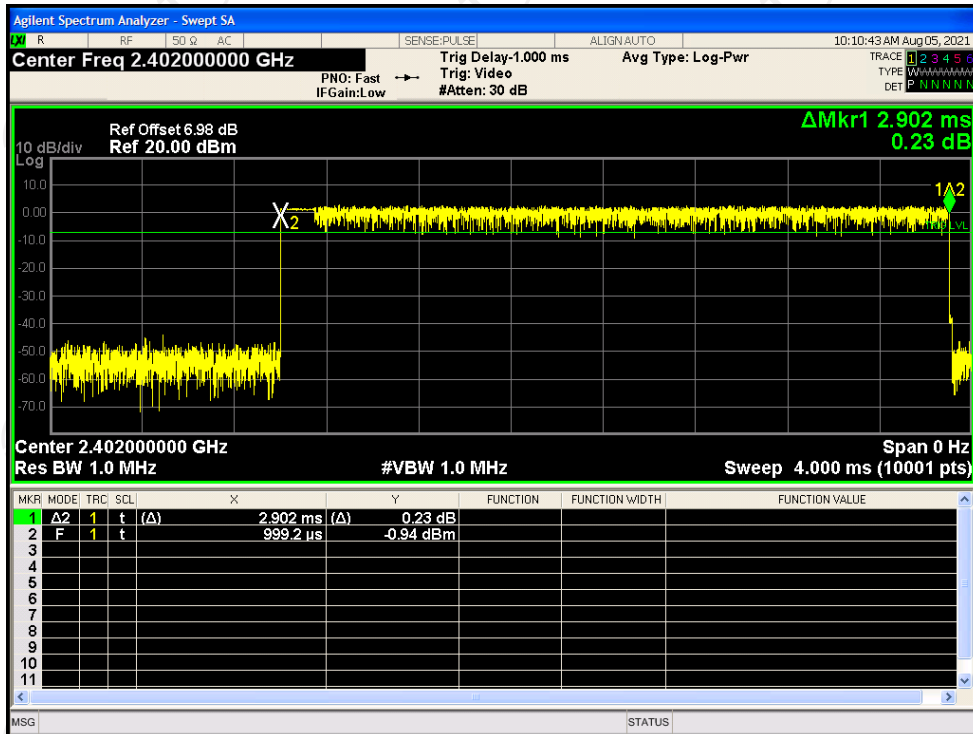 Agilent Spectrum Analyzer - Swept SA
LXI R RF 50 Ω AC SENSE:PULSE ALIGN AUTO 10:10:43 AM Aug 05, 2021
Center Freq 2.402000000 GHz
PNO: Fast
IFGain:Low
Trig Delay-1.000 ms
Trig: Video
#Atten: 30 dB
Avg Type: Log-Pwr
TRACE 1 2 3 4 5 6
TYPE W
DET P N N N N N
ΔMkr1 2.902 ms
0.23 dB
Ref Offset 6.98 dB
10 dB/div Ref 20.00 dBm
Log
10.0
0.00
-10.0
-20.0
-30.0
-40.0
-50.0
-60.0
-70.0
2
1Δ2
LVL
Center 2.402000000 GHz Span 0 Hz
Res BW 1.0 MHz #VBW 1.0 MHz Sweep 4.000 ms (10001 pts)
MKR MODE TRC SCL X Y FUNCTION FUNCTION WIDTH FUNCTION VALUE
1 Δ2 1 t (Δ) 2.902 ms (Δ) 0.23 dB
2 F 1 t 999.2 µs -0.94 dBm
3
4
5
6
7
8
9
10
11
MSG STATUS